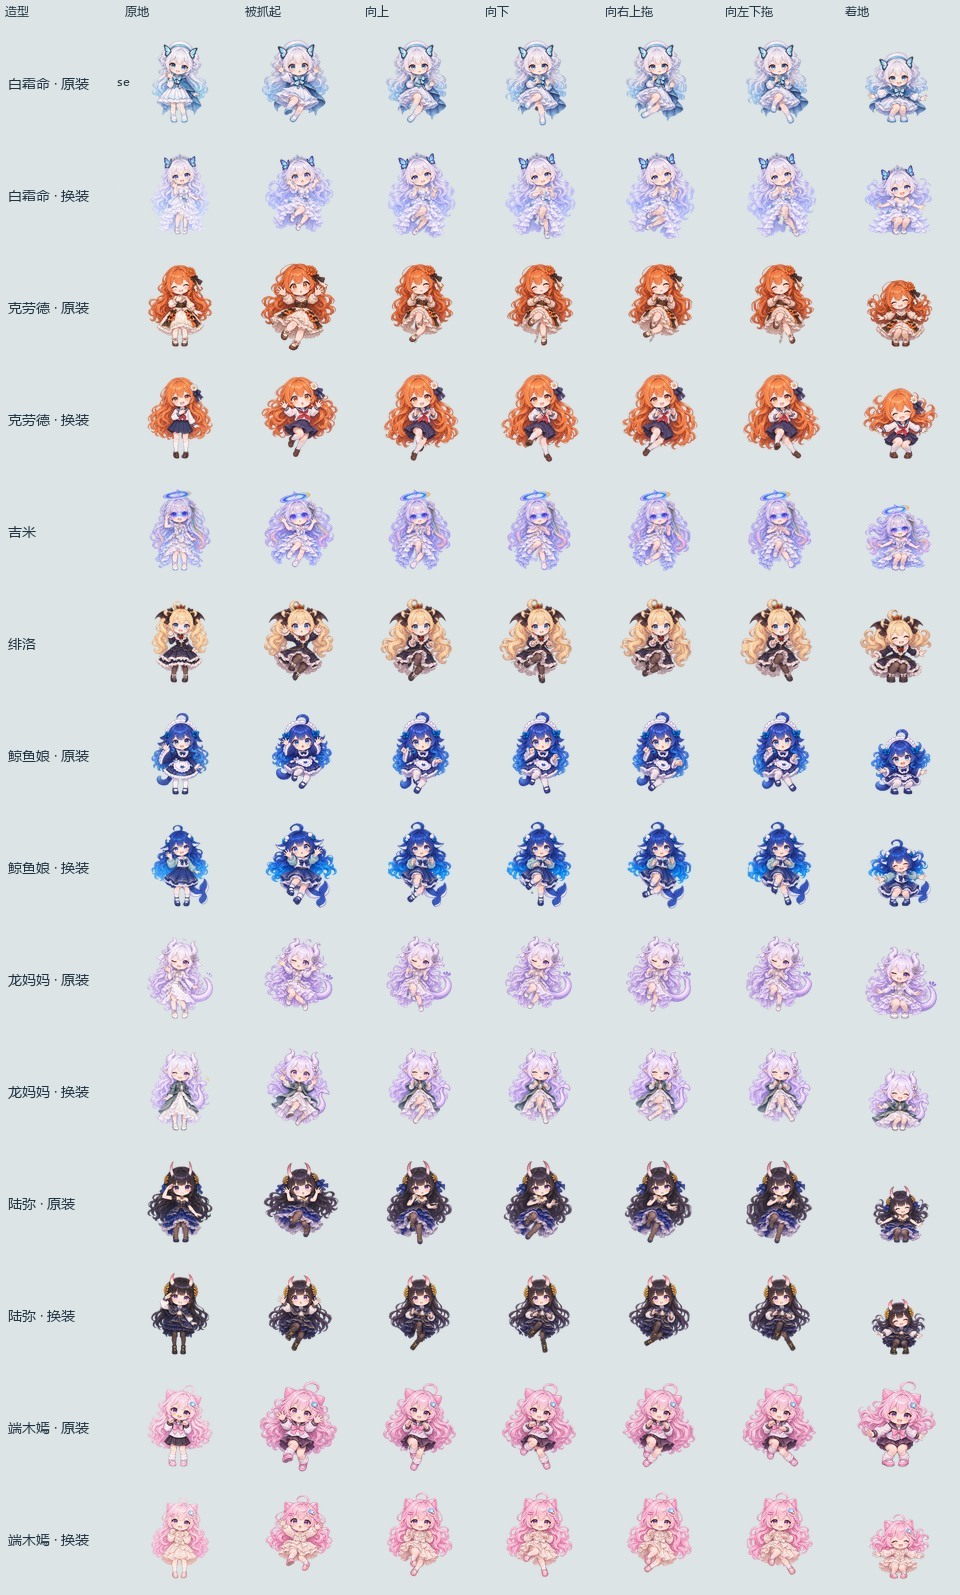 造型 原地 被抓起 向上 向下 向右上拖 向左下拖 着地
白霜命 · 原装 se
白霜命 · 换装
克劳德 · 原装
克劳德 · 换装
吉米
绯洛
鲸鱼娘 · 原装
鲸鱼娘 · 换装
龙妈妈 · 原装
龙妈妈 · 换装
陆弥 · 原装
陆弥 · 换装
端木嫣 · 原装
端木嫣 · 换装